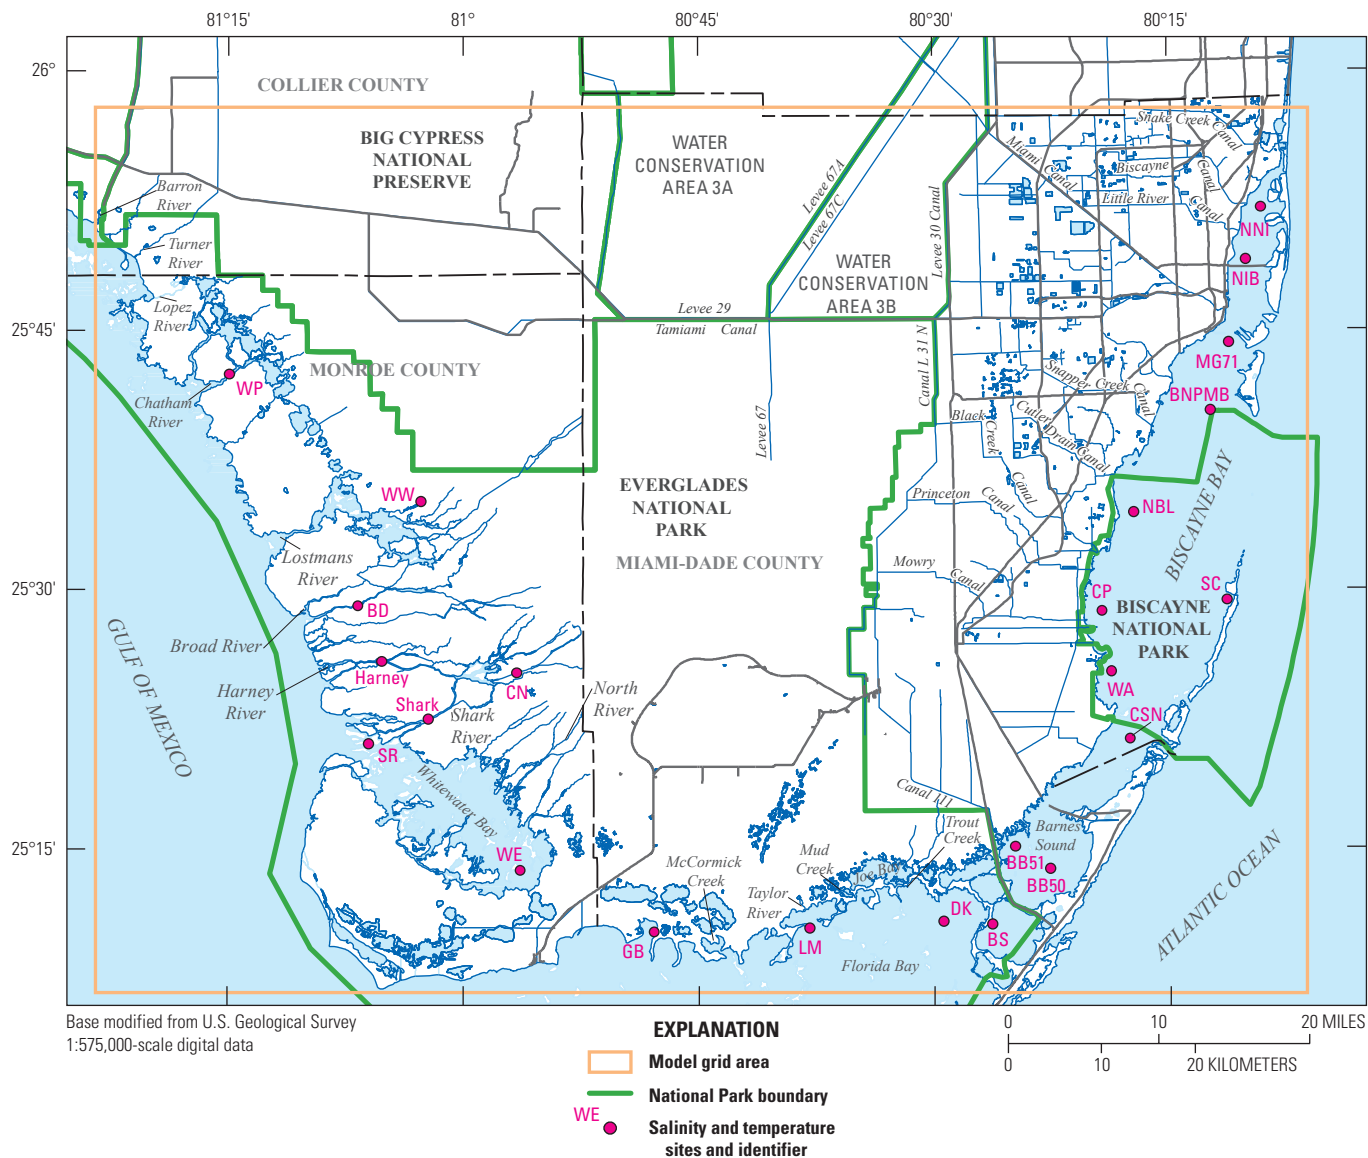 81°15'
81°
80°45'
80°30'
80°15'
26°
COLLIER COUNTY
BIG CYPRESS
NATIONAL
PRESERVE
WATER
CONSERVATION
AREA 3A
Levee 67A
Levee 67C
Levee 30 Canal
Miami Canal
Snake Creek Canal
Biscayne
Canal
Eittle River
Canal
Barron
River
Turner
River
Lopez
River
NNI
NIB
WATER
CONSERVATION
AREA 3B
Levee 29
Tamiami Canal
25°45'
MONROE COUNTY
WP
Chatham
River
Levee 67
Canal L 31 N
MG71
Snapper Creek Canal
BNPMB
Black
Creek
Canal
Cutler
Drain Canal
WW
EVERGLADES
NATIONAL
PARK
MIAMI-DADE COUNTY
Princeton
Canal
NBL
BISCAYNE BAY
Lostmans
River
Mowry
Canal
25°30'
BD
CP
SC
BISCAYNE
NATIONAL
PARK
Broad River
GULF OF MEXICO
Harney
CN
WA
Harney
River
Shark
Shark
River
North
River
CSN
SR
Whitewater Bay
Canal 111
Trout
Creek
Barnes
Sound
25°15'
WE
McCormick
Creek
Mud
Creek
Joe Bay
BB51
BB50
Taylor
River
ATLANTIC OCEAN
GB
LM
DK
BS
Florida Bay
Base modified from U.S. Geological Survey
1:575,000-scale digital data
EXPLANATION
Model grid area
National Park boundary
WE
Salinity and temperature
sites and identifier
0 10 20 MILES
0 10 20 KILOMETERS